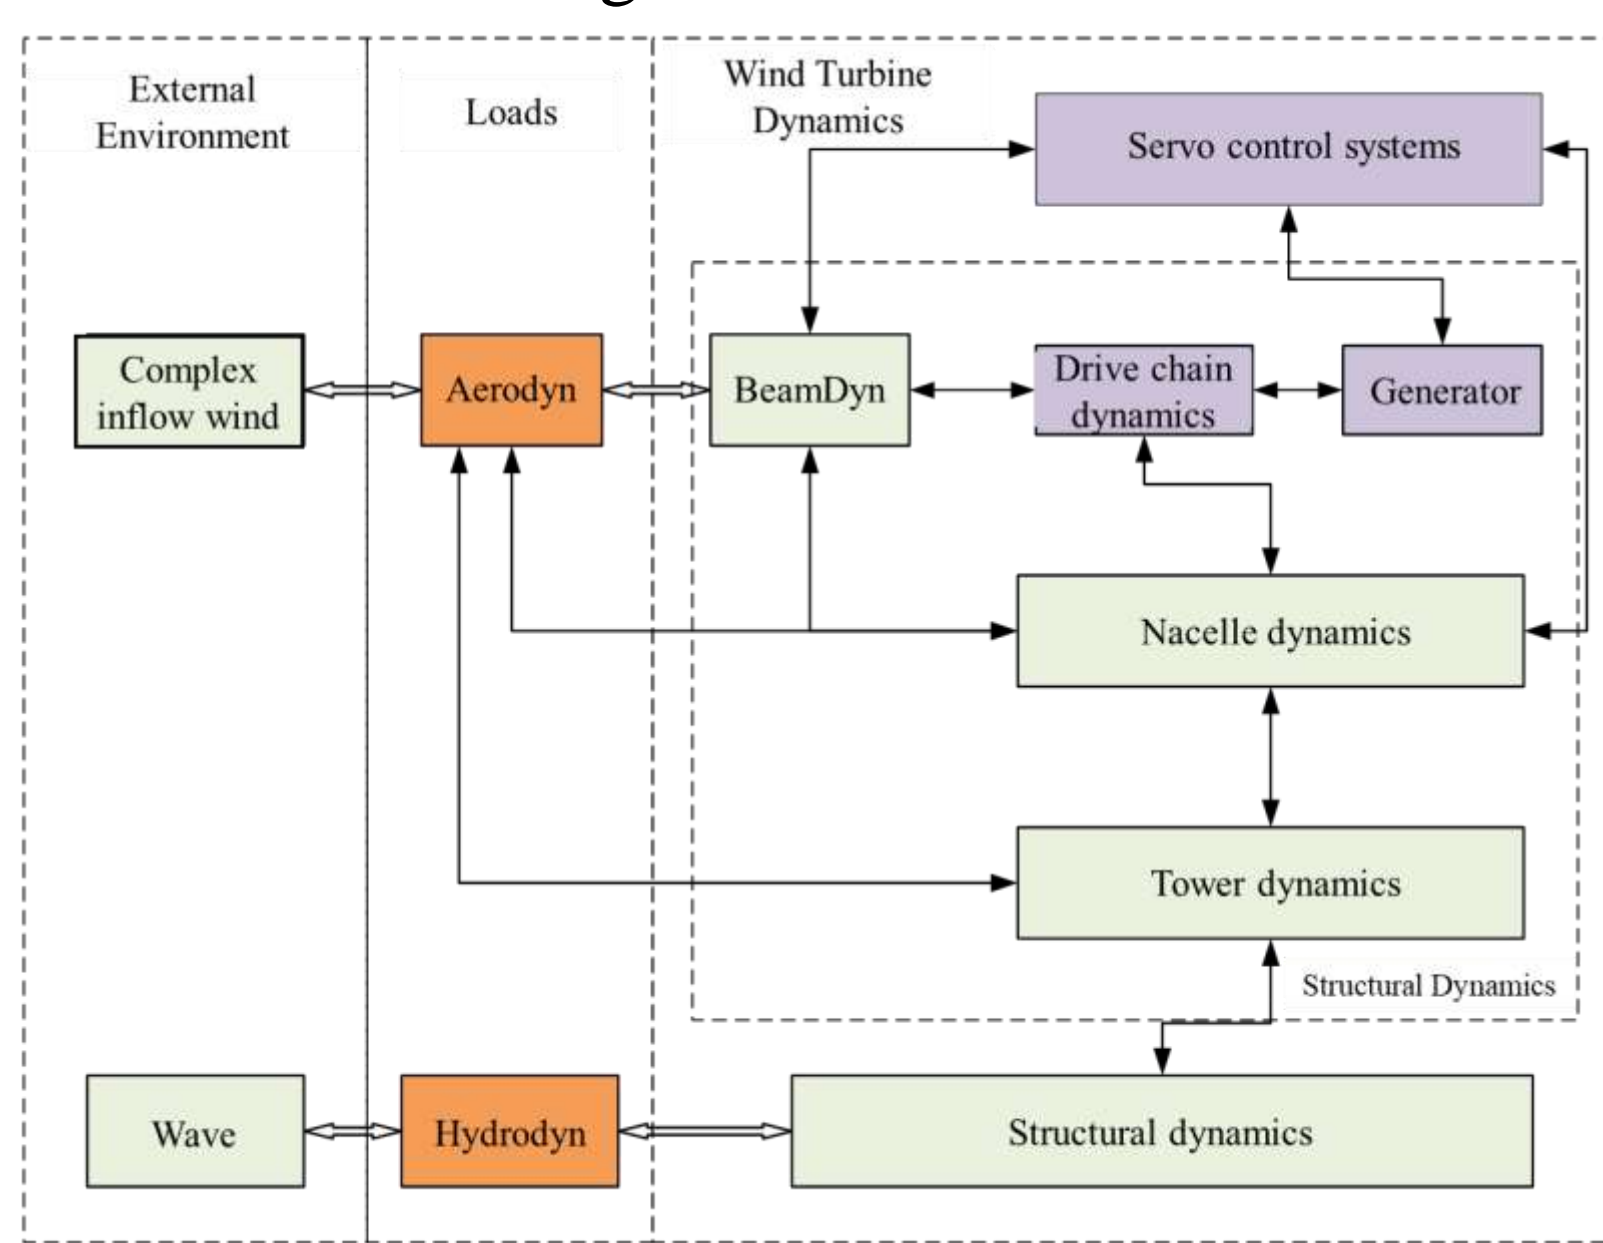 External
Environment
Loads
Wind Turbine
Dynamics
Servo control systems
Complex
inflow wind
Aerodyn
BeamDyn
Drive chain
dynamics
Generator
Nacelle dynamics
Tower dynamics
Structural Dynamics
Wave
Hydrodyn
Structural dynamics